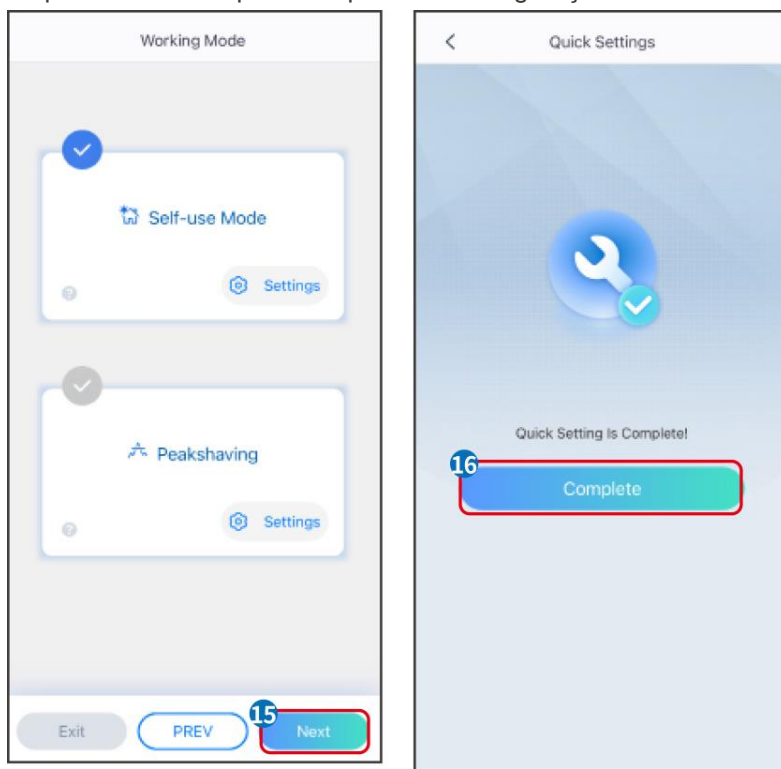 Working Mode
Self-use Mode
Settings
Peakshaving
Settings
Exit
PREV
15
Next
Quick Settings
Quick Setting Is Complete!
16
Complete